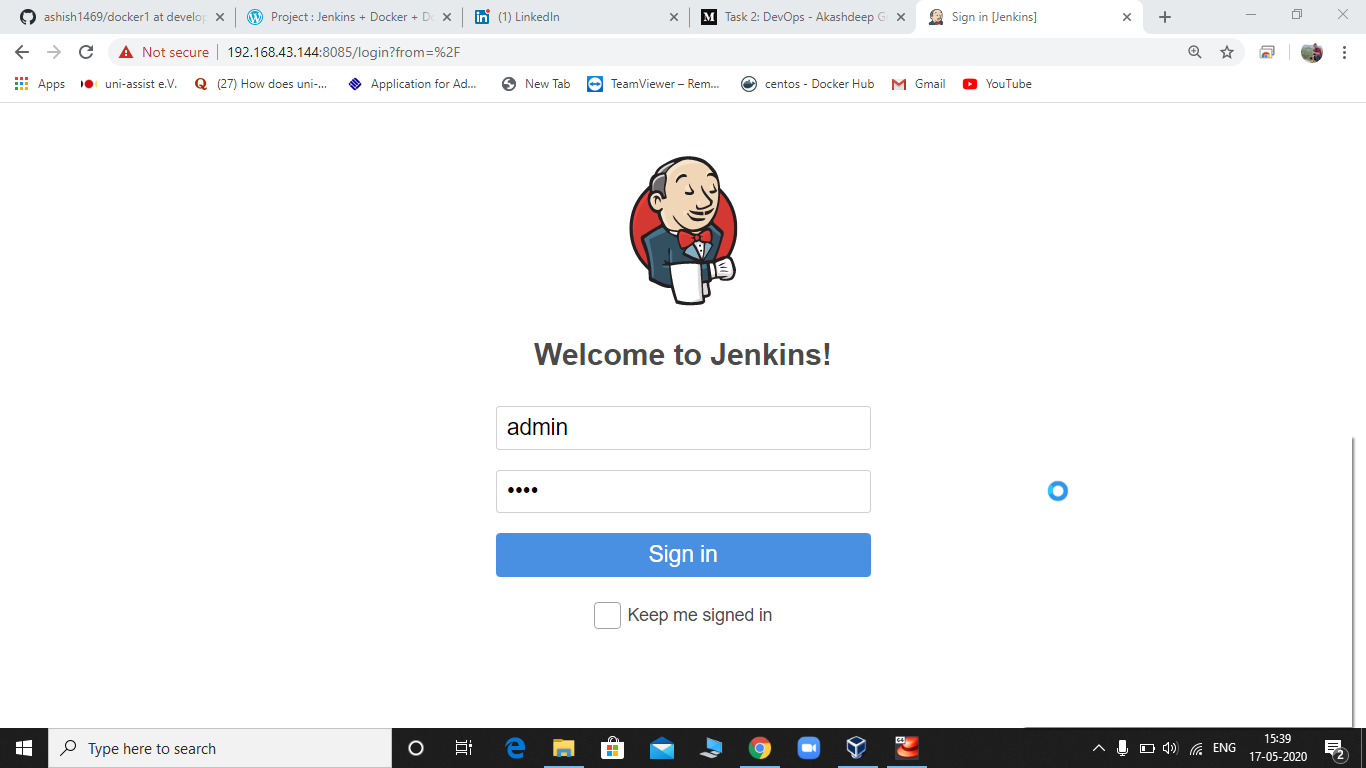 ashish1469/docker1 at develop
Project : Jenkins + Docker + Do
(1) LinkedIn
Task 2: DevOps - Akashdeep G
Sign in [Jenkins]
Not secure
192.168.43.144:8085/login?from=%2F
Apps
uni-assist e.V.
(27) How does uni-...
Application for Ad...
New Tab
TeamViewer – Rem...
centos - Docker Hub
Gmail
YouTube
Welcome to Jenkins!
admin
••••
Sign in
Keep me signed in
Type here to search
64
ENG
15:39
17-05-2020
2